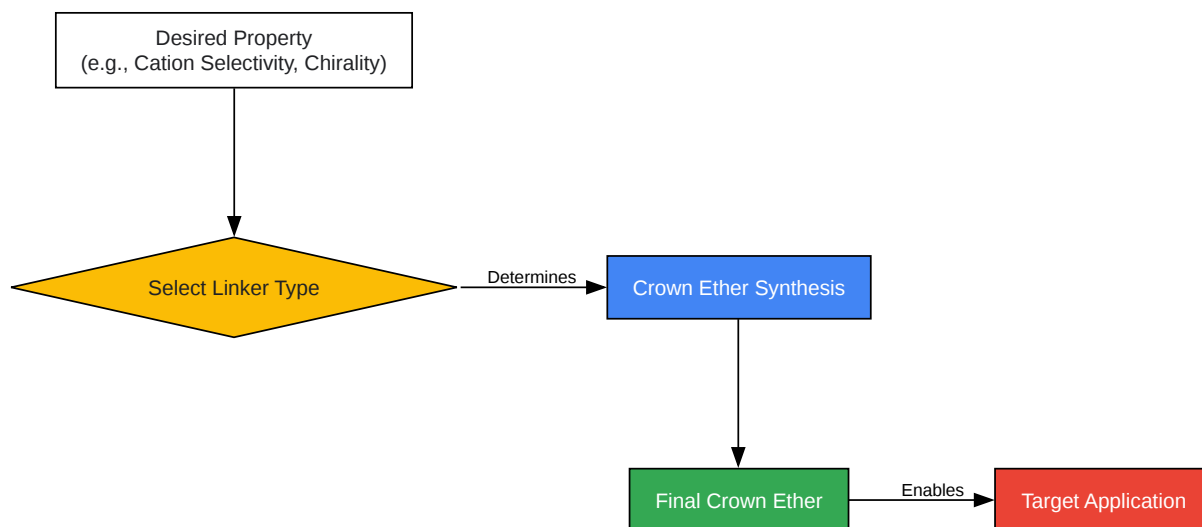 Desired Property
(e.g., Cation Selectivity, Chirality)
Select Linker Type
Determines
Crown Ether Synthesis
Final Crown Ether
Enables
Target Application